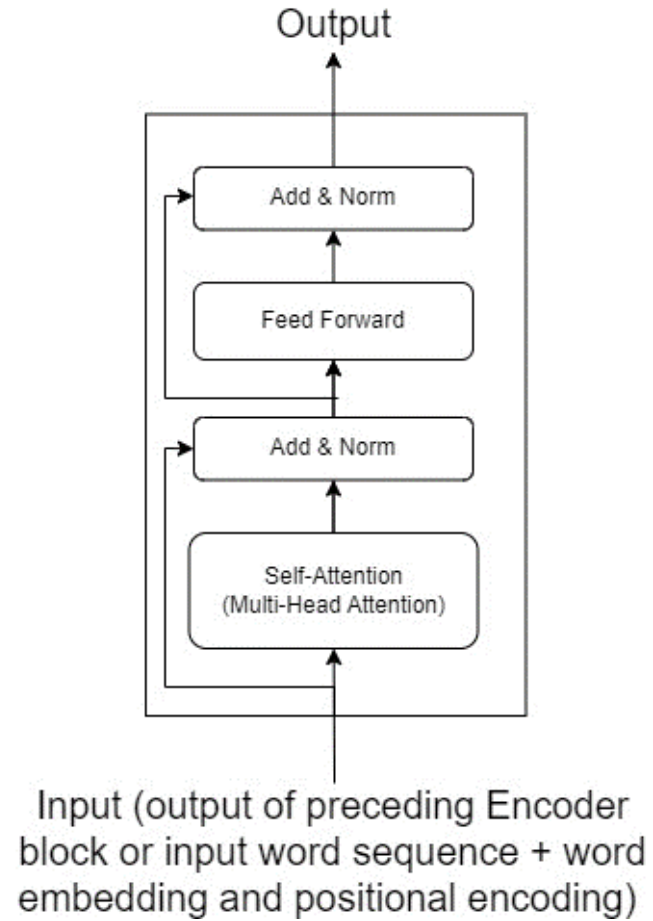 Output
Add & Norm
Feed Forward
Add & Norm
Self-Attention
(Multi-Head Attention)
Input (output of preceding Encoder
block or input word sequence + word
embedding and positional encoding)